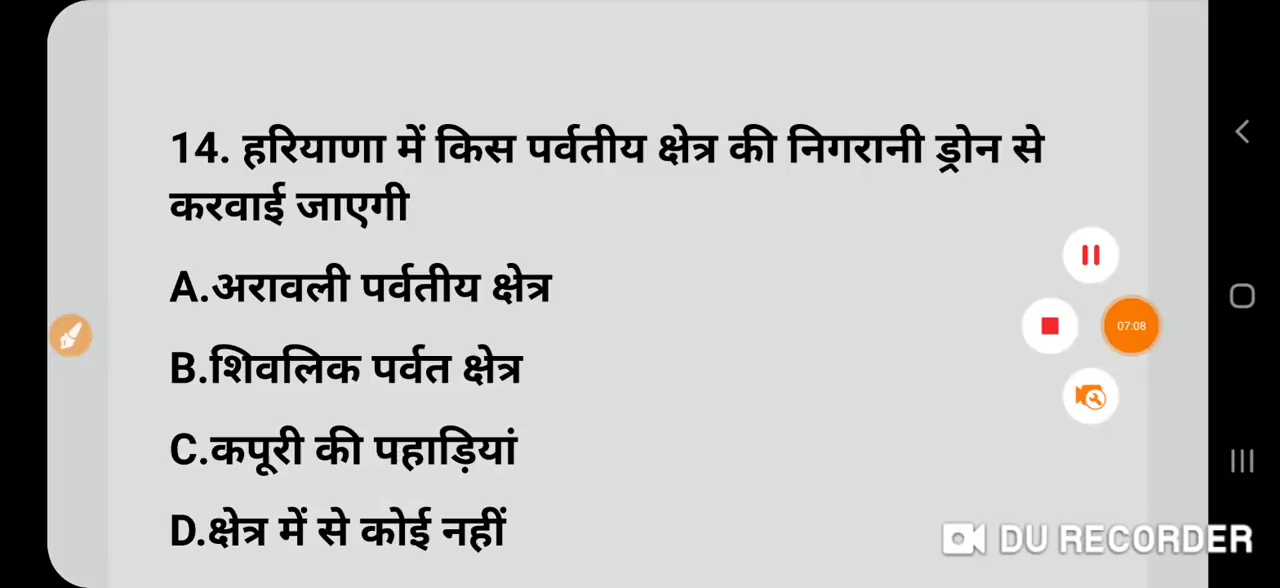 14. हरियाणा में किस पर्वतीय क्षेत्र की निगरानी ड्रोन से
करवाई जाएगी
A.अरावली पर्वतीय क्षेत्र
B.शिवलिक पर्वत क्षेत्र
C.कपूरी की पहाड़ियां
D.क्षेत्र में से कोई नहीं
07:08
DU RECORDER